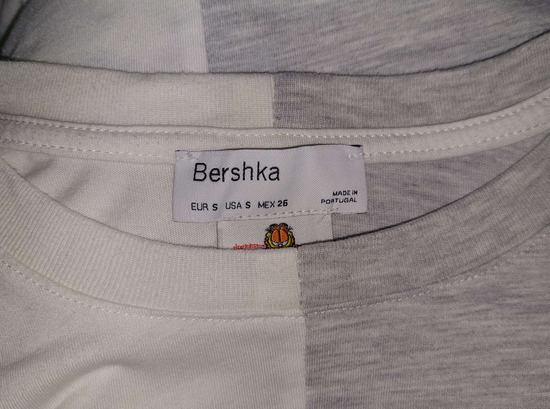 Bershka
EUR S USA S MEX 26
MADE IN
PORTUGAL